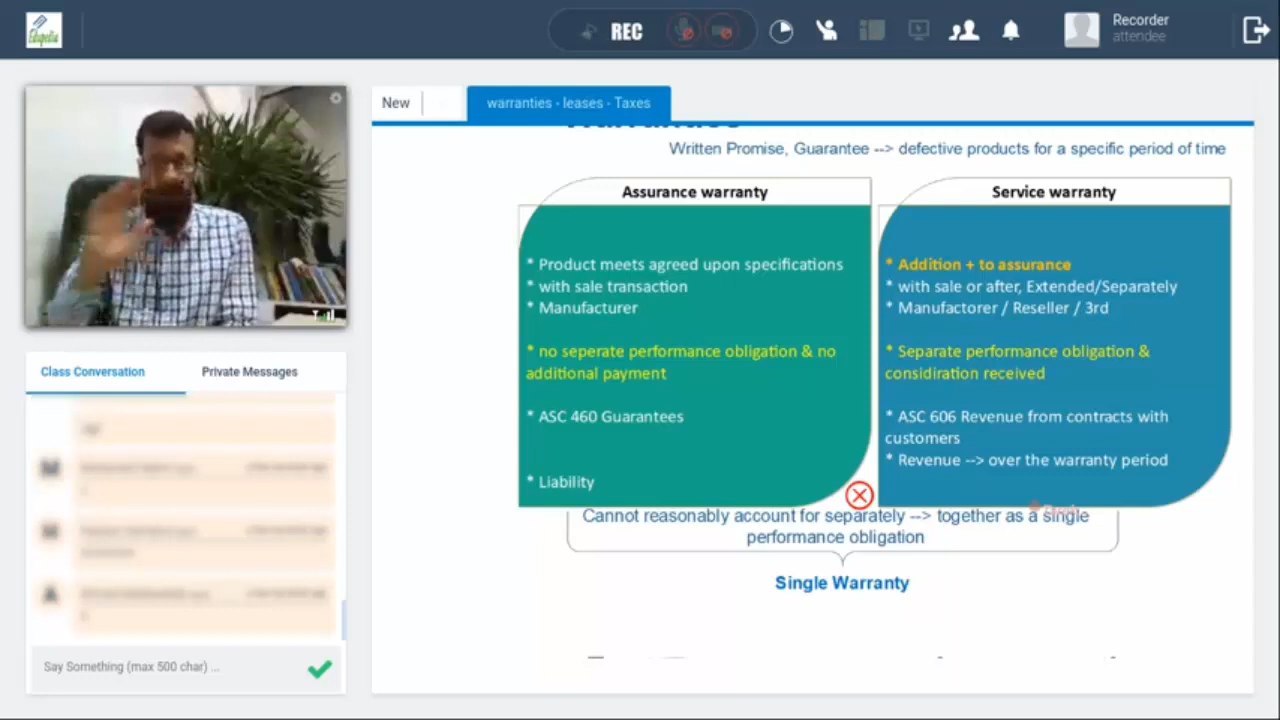 Edupedia
REC
Recorder
attendee
New
warranties - leases - Taxes
Warranties
Written Promise, Guarantee --> defective products for a specific period of time
Assurance warranty
* Product meets agreed upon specifications
* with sale transaction
* Manufacturer
* no seperate performance obligation & no
additional payment
* ASC 460 Guarantees
* Liability
Service warranty
* Addition + to assurance
* with sale or after, Extended/Separately
* Manufactorer / Reseller / 3rd
* Separate performance obligation &
considiration received
* ASC 606 Revenue from contracts with
customers
* Revenue --> over the warranty period
Cannot reasonably account for separately --> together as a single
performance obligation
Single Warranty
Class Conversation
Private Messages
Say Something (max 500 char) ...